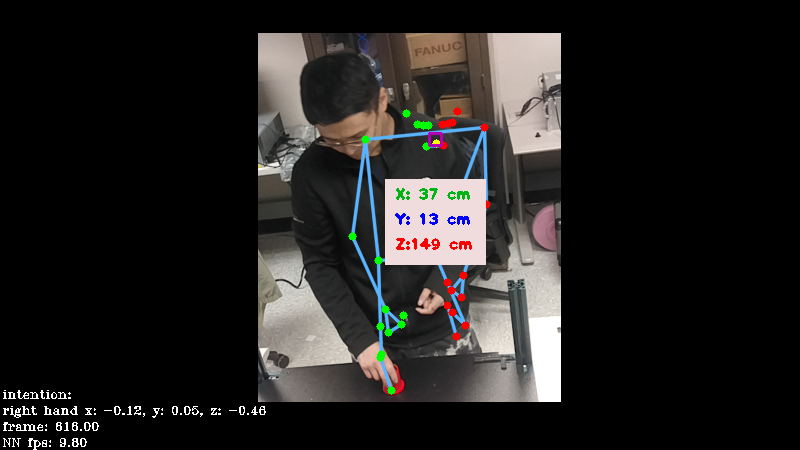 FANUC
X: 37 cm
Y: 13 cm
Z:149 cm
intention:
right hand x: -0.12, y: 0.05, z: -0.46
frame: 616.00
NN fps: 9.80